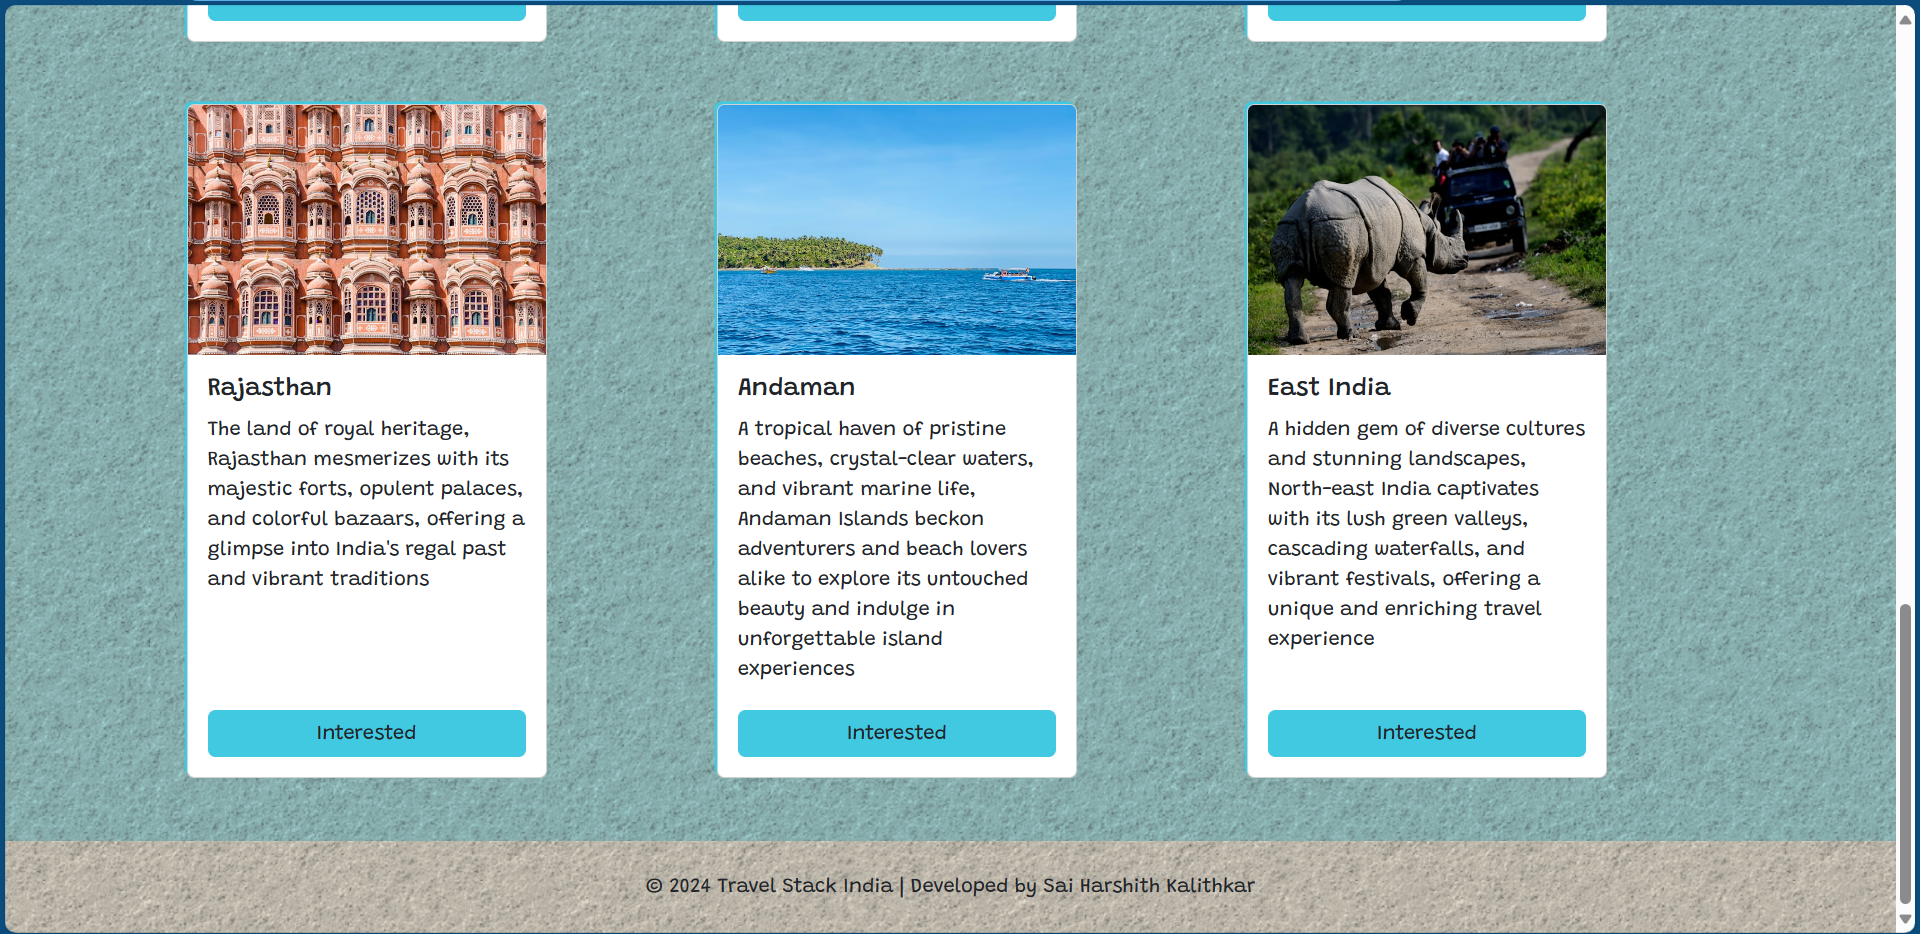 Rajasthan
The land of royal heritage,
Rajasthan mesmerizes with its
majestic forts, opulent palaces,
and colorful bazaars, offering a
glimpse into India's regal past
and vibrant traditions
Interested
Andaman
A tropical haven of pristine
beaches, crystal-clear waters,
and vibrant marine life,
Andaman Islands beckon
adventurers and beach lovers
alike to explore its untouched
beauty and indulge in
unforgettable island
experiences
Interested
East India
A hidden gem of diverse cultures
and stunning landscapes,
North-east India captivates
with its lush green valleys,
cascading waterfalls, and
vibrant festivals, offering a
unique and enriching travel
experience
Interested
© 2024 Travel Stack India | Developed by Sai Harshith Kalithkar